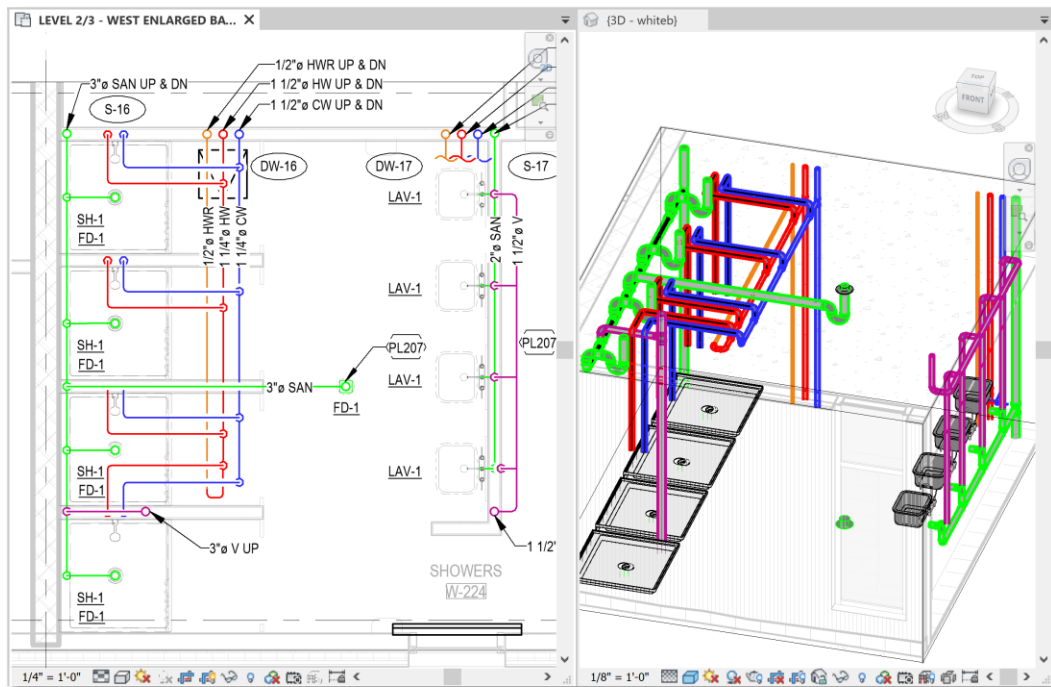 LEVEL 2/3 - WEST ENLARGED BA...
{3D - whiteb}
3"ø SAN UP & DN
1/2"ø HWR UP & DN
1 1/2"ø HW UP & DN
1 1/2"ø CW UP & DN
S-16
DW-16
DW-17
S-17
LAV-1
SH-1
FD-1
1/2"ø HWR
1 1/4"ø HW
1 1/4"ø CW
2"ø SAN
1 1/2"ø V
LAV-1
SH-1
FD-1
PL207
PL207
LAV-1
3"ø SAN
FD-1
SH-1
FD-1
LAV-1
3"ø V UP
1 1/2"
SHOWERS
W-224
SH-1
FD-1
TOP
FRONT
1/4" = 1'-0"
1/8" = 1'-0"